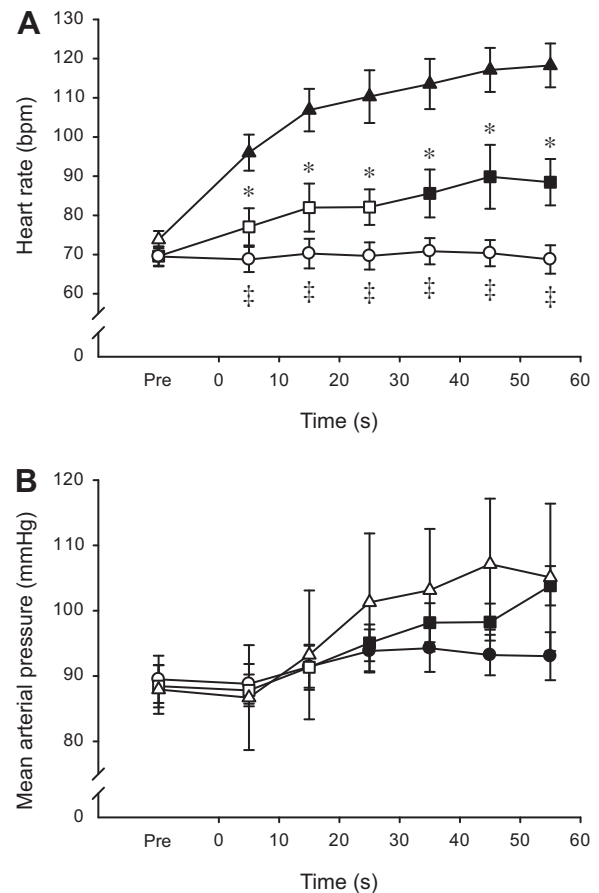 A
130
120
110
100
90
80
70
60
0
Heart rate (bpm)
* * * * * *
‡ ‡ ‡ ‡ ‡ ‡
Pre 0 10 20 30 40 50 60
Time (s)
B
120
110
100
90
80
0
Mean arterial pressure (mmHg)
Pre 0 10 20 30 40 50 60
Time (s)